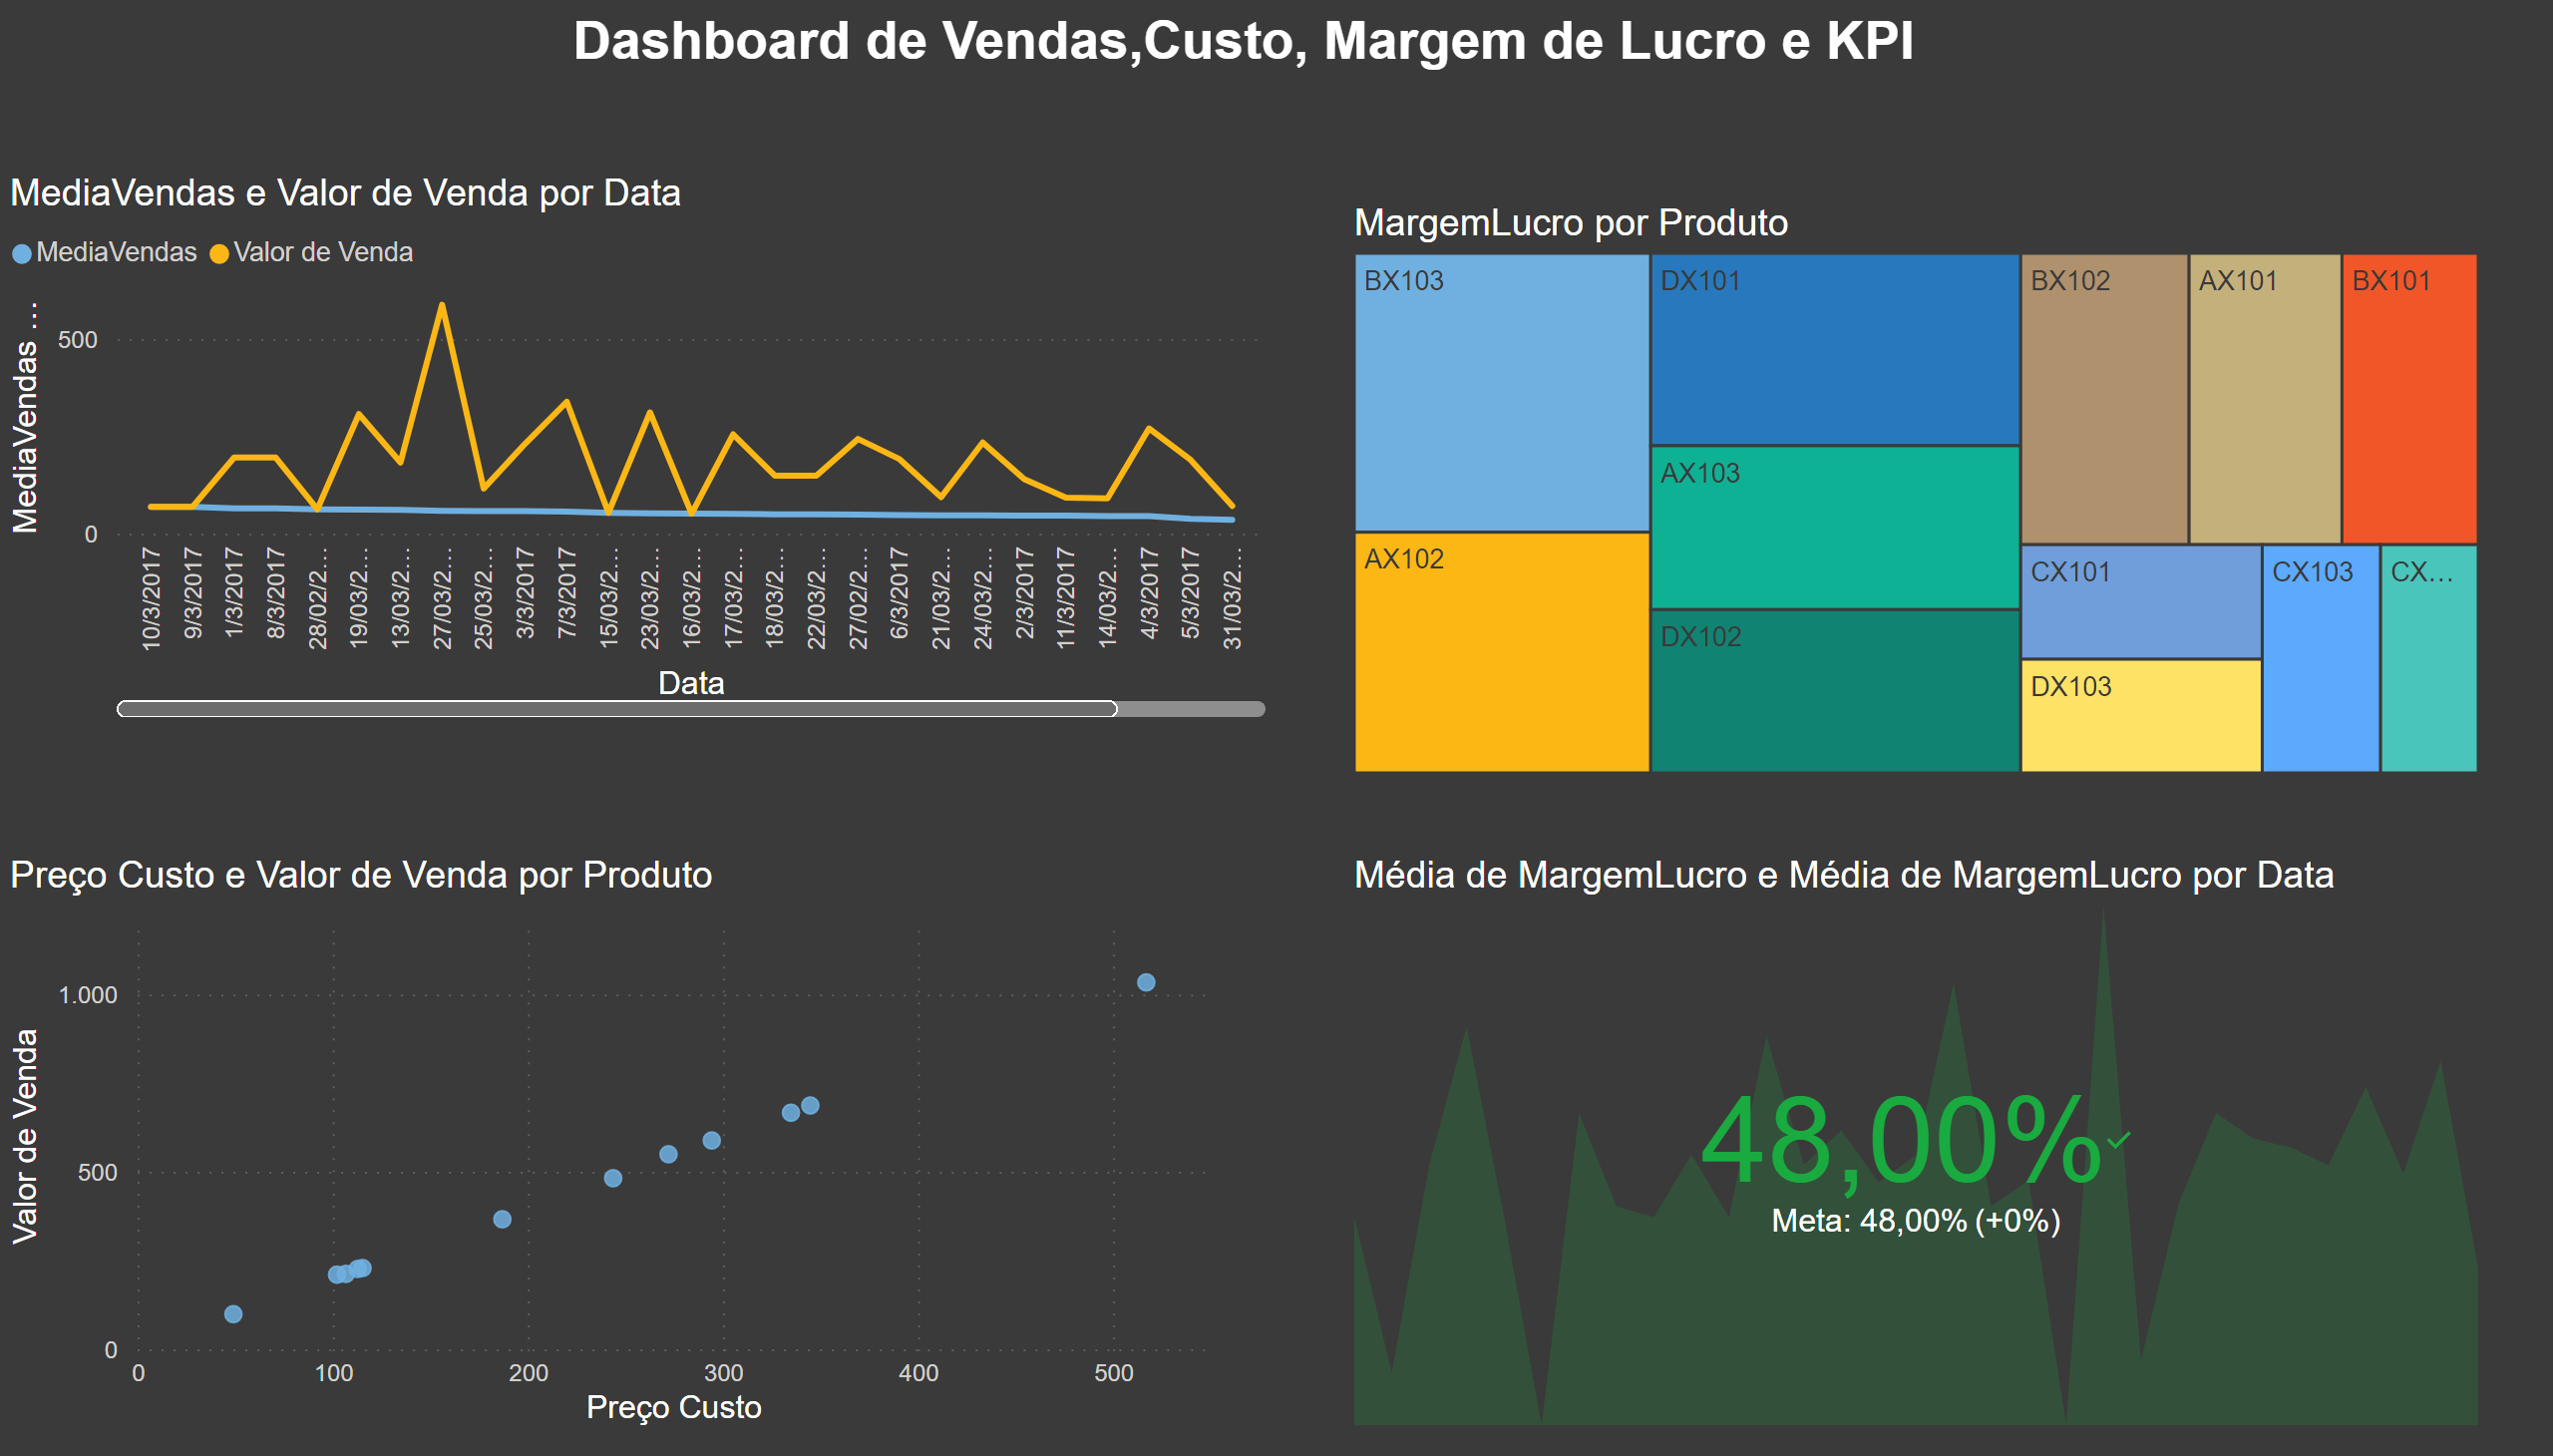 Dashboard de Vendas,Custo, Margem de Lucro e KPI
MediaVendas e Valor de Venda por Data
MediaVendas Valor de Venda
MediaVendas ...
500
0
10/3/2017
9/3/2017
1/3/2017
8/3/2017
28/02/2...
19/03/2...
13/03/2...
27/03/2...
25/03/2...
3/3/2017
7/3/2017
15/03/2...
23/03/2...
16/03/2...
17/03/2...
18/03/2...
22/03/2...
27/02/2...
6/3/2017
21/03/2...
24/03/2...
2/3/2017
11/3/2017
14/03/2...
4/3/2017
5/3/2017
31/03/2...
Data
MargemLucro por Produto
BX103
DX101
BX102
AX101
BX101
AX103
AX102
CX101
CX103
CX...
DX102
DX103
Preço Custo e Valor de Venda por Produto
Valor de Venda
1.000
500
0
0 100 200 300 400 500
Preço Custo
Média de MargemLucro e Média de MargemLucro por Data
48,00%
Meta: 48,00% (+0%)